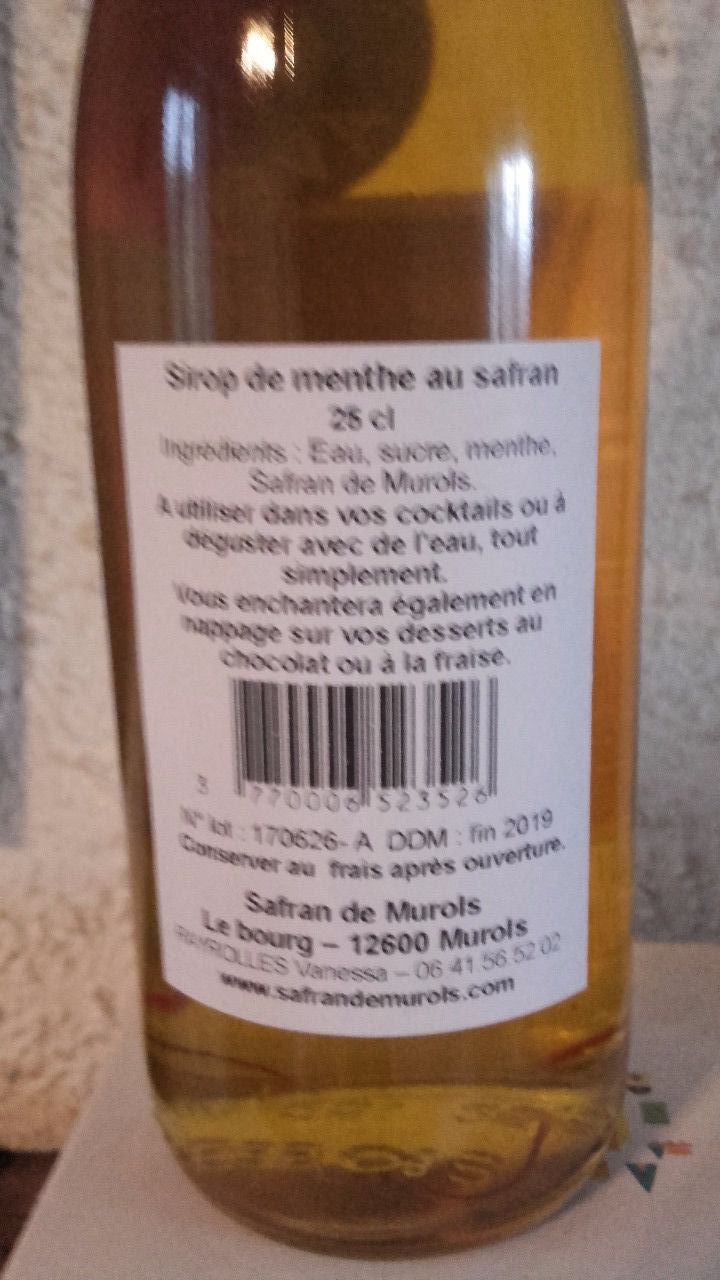 Sirop de menthe au safran
25 cl
Ingrédients : Eau, sucre, menthe,
Safran de Murols.
A utiliser dans vos cocktails ou à
déguster avec de l'eau, tout
simplement.
Vous enchantera également en
nappage sur vos desserts au
chocolat ou à la fraise.
3 770006 523526
N° lot : 170626- A DDM : fin 2019
Conserver au frais après ouverture.
Safran de Murols
Le bourg – 12600 Murols
Vanessa – 06 41 56 52 02
www.safrandemurols.com